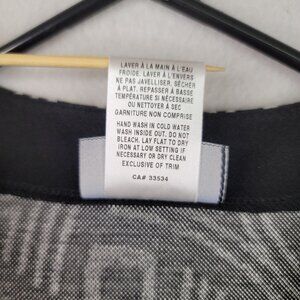 LAVER À LA MAIN À L'EAU
FROIDE. LAVER À L'ENVERS
NE PAS JAVELLISER, SÉCHER
À PLAT. REPASSER À BASSE
TEMPÉRATURE SI NÉCESSAIRE
OU NETTOYER À SEC
GARNITURE NON COMPRISE
HAND WASH IN COLD WATER
WASH INSIDE OUT. DO NOT
BLEACH. LAY FLAT TO DRY
IRON AT LOW SETTING IF
NECESSARY OR DRY CLEAN
EXCLUSIVE OF TRIM
CA# 33534